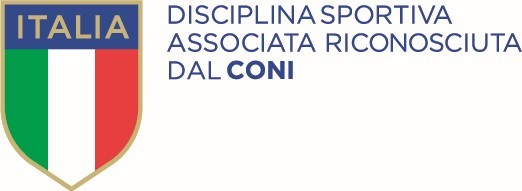 ITALIA
DISCIPLINA SPORTIVA
ASSOCIATA RICONOSCIUTA
DAL CONI